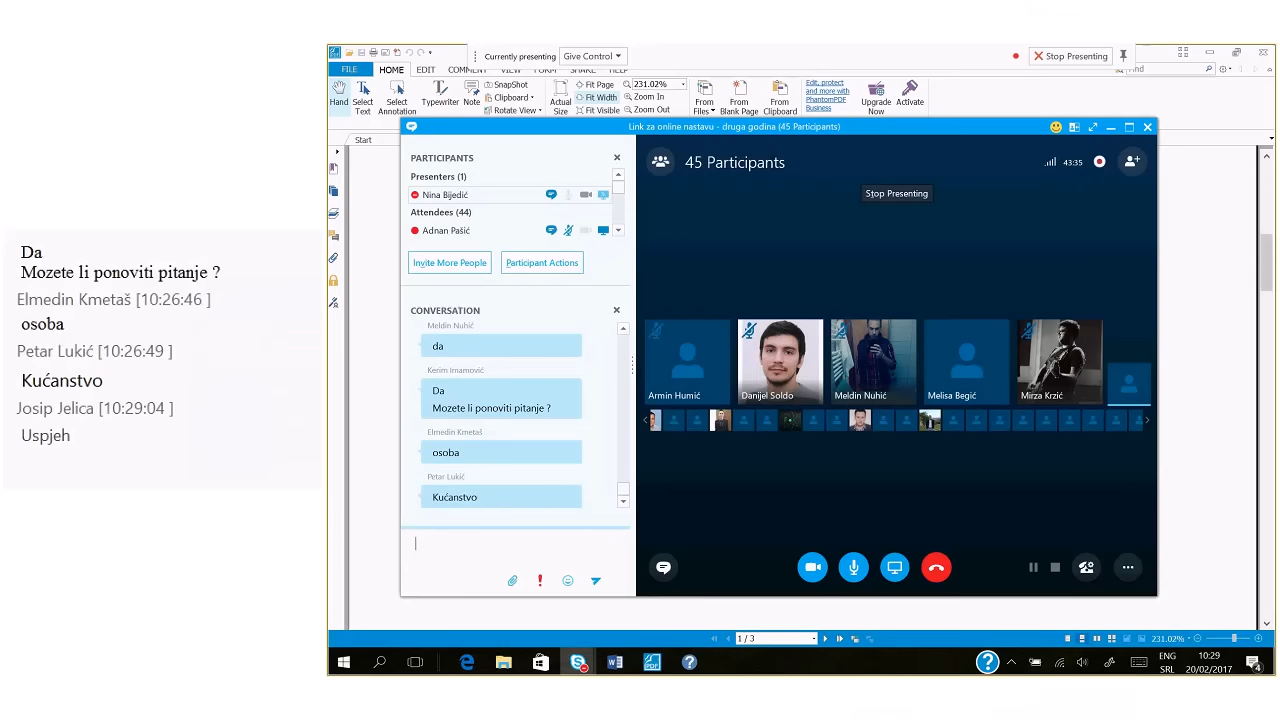 Da
Mozete li ponoviti pitanje ?
Elmedin Kmetaš [10:26:46 ]
osoba
Petar Lukić [10:26:49 ]
Kućanstvo
Josip Jelica [10:29:04 ]
Uspjeh
Currently presenting
Give Control
Stop Presenting
FILE
HOME
EDIT
COMMENT
VIEW
FORM
SHARE
HELP
Find
Hand
Select
Text
Select
Annotation
Typewriter
Note
SnapShot
Clipboard
Rotate View
Actual
Size
Fit Page
Fit Width
Fit Visible
231.02%
Zoom In
Zoom Out
From
Files
From
Blank Page
From
Clipboard
Edit, protect
and more with
PhantomPDF
Business
Upgrade
Now
Activate
Start
Link za online nastavu - druga godina (45 Participants)
PARTICIPANTS
Presenters (1)
Nina Bijedić
Attendees (44)
Adnan Pašić
Invite More People
Participant Actions
CONVERSATION
Meldin Nuhić
da
Kerim Imamović
Da
Mozete li ponoviti pitanje ?
Elmedin Kmetaš
osoba
Petar Lukić
Kućanstvo
45 Participants
43:35
Stop Presenting
Armin Humić
Danijel Soldo
Meldin Nuhić
Melisa Begić
Mirza Krzić
1 / 3
231.02%
ENG
SRL
10:29
20/02/2017
4